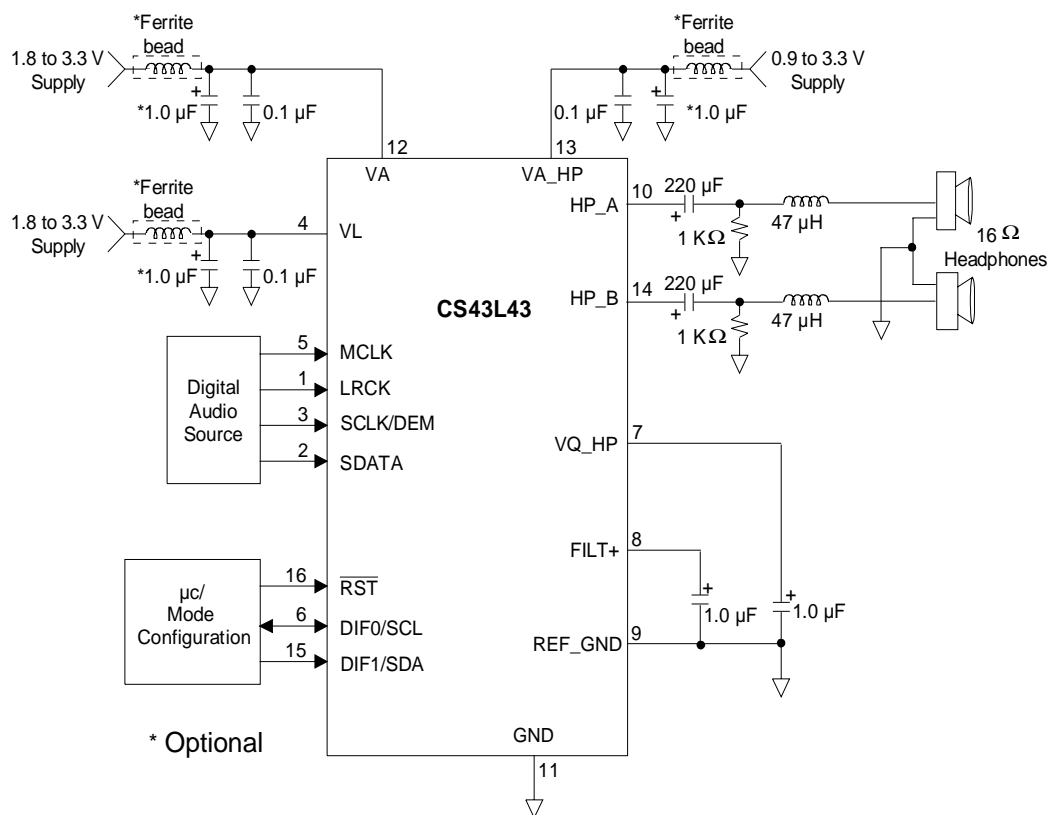 *Ferrite
bead
1.8 to 3.3 V
Supply
+
*1.0 µF
0.1 µF
*Ferrite
bead
0.9 to 3.3 V
Supply
0.1 µF
+
*1.0 µF
12
VA
13
VA_HP
*Ferrite
bead
1.8 to 3.3 V
Supply
4
VL
+
*1.0 µF
0.1 µF
10
HP_A
220 µF
+
1 KΩ
47 µH
16 Ω
Headphones
14
HP_B
220 µF
+
1 KΩ
47 µH
CS43L43
Digital
Audio
Source
5
MCLK
1
LRCK
3
SCLK/DEM
2
SDATA
VQ_HP
7
FILT+
8
+
1.0 µF
+
1.0 µF
REF_GND
9
µc/
Mode
Configuration
16
RST
6
DIF0/SCL
15
DIF1/SDA
* Optional
GND
11